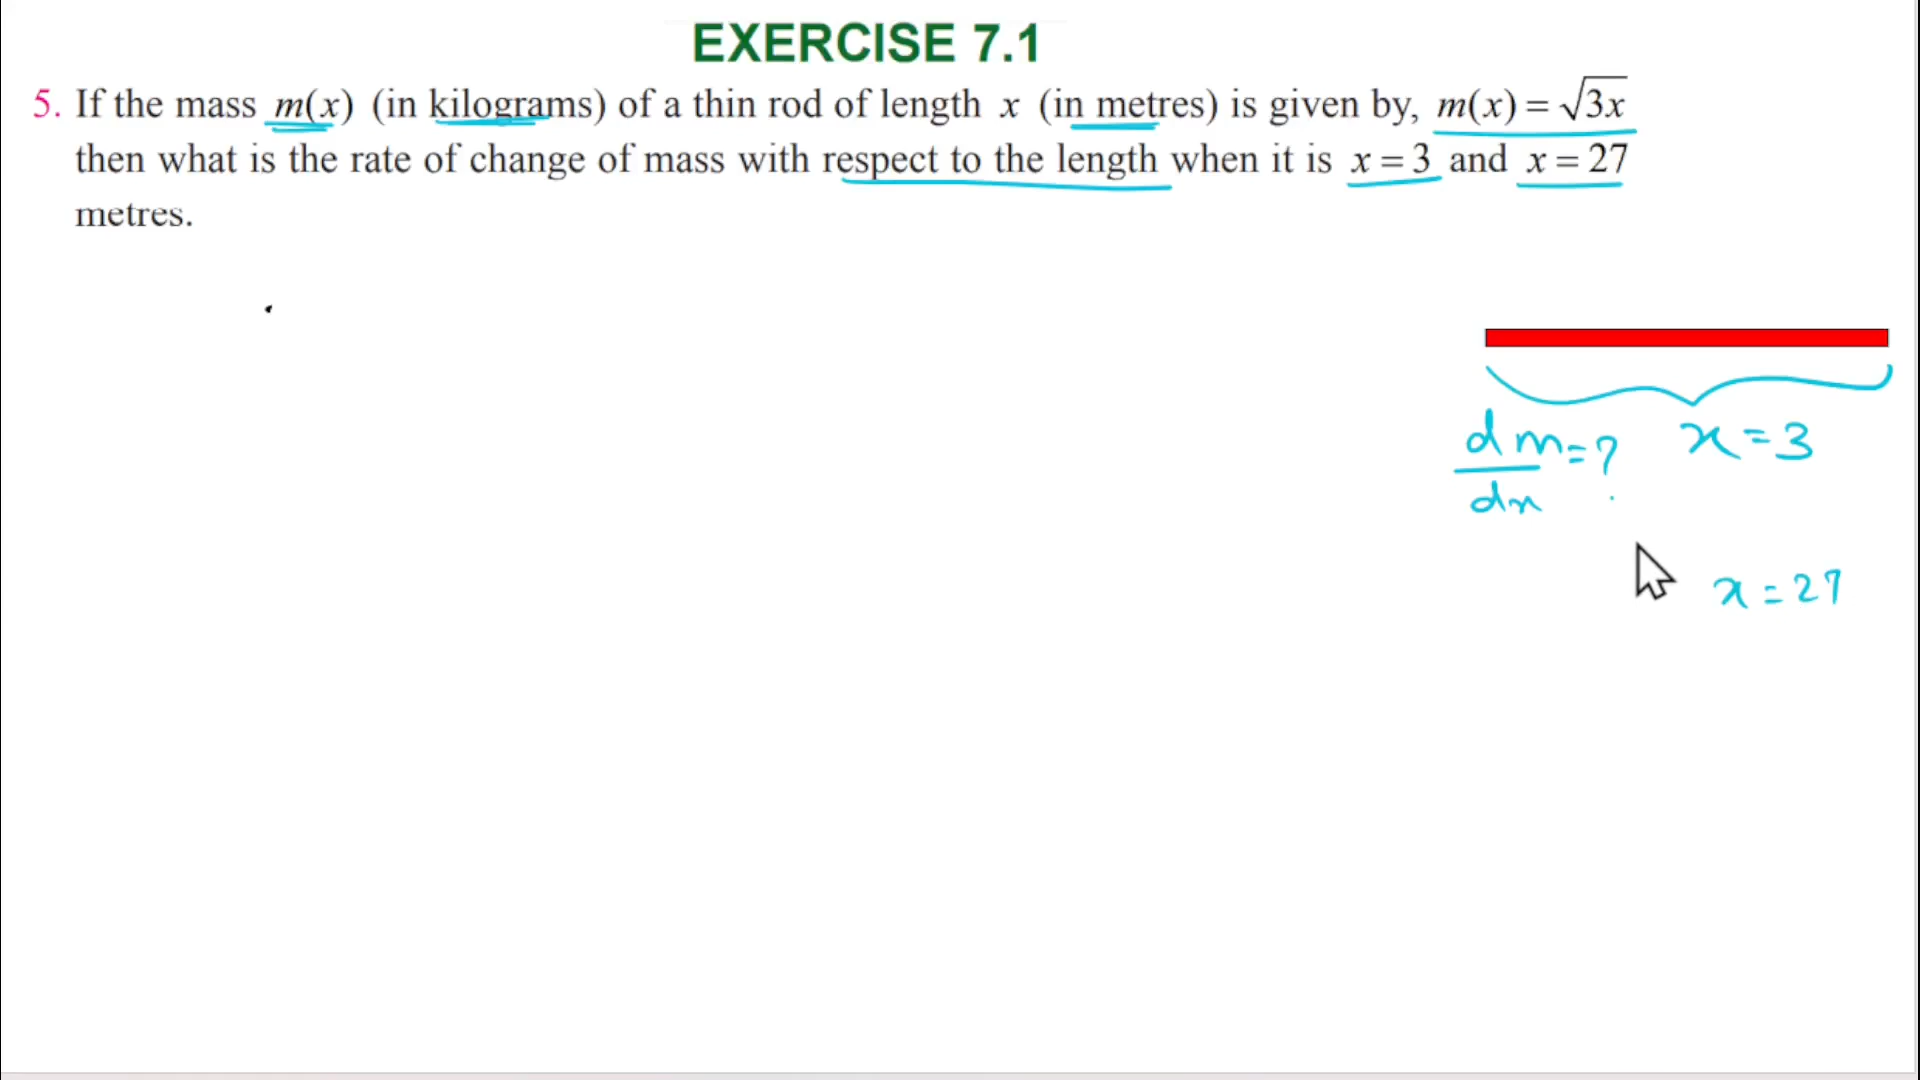 EXERCISE 7.1
5. If the mass m(x) (in kilograms) of a thin rod of length x (in metres) is given by, m(x) = √3x
then what is the rate of change of mass with respect to the length when it is x = 3 and x = 27
metres.
dm/dx = ? x = 3
x = 27